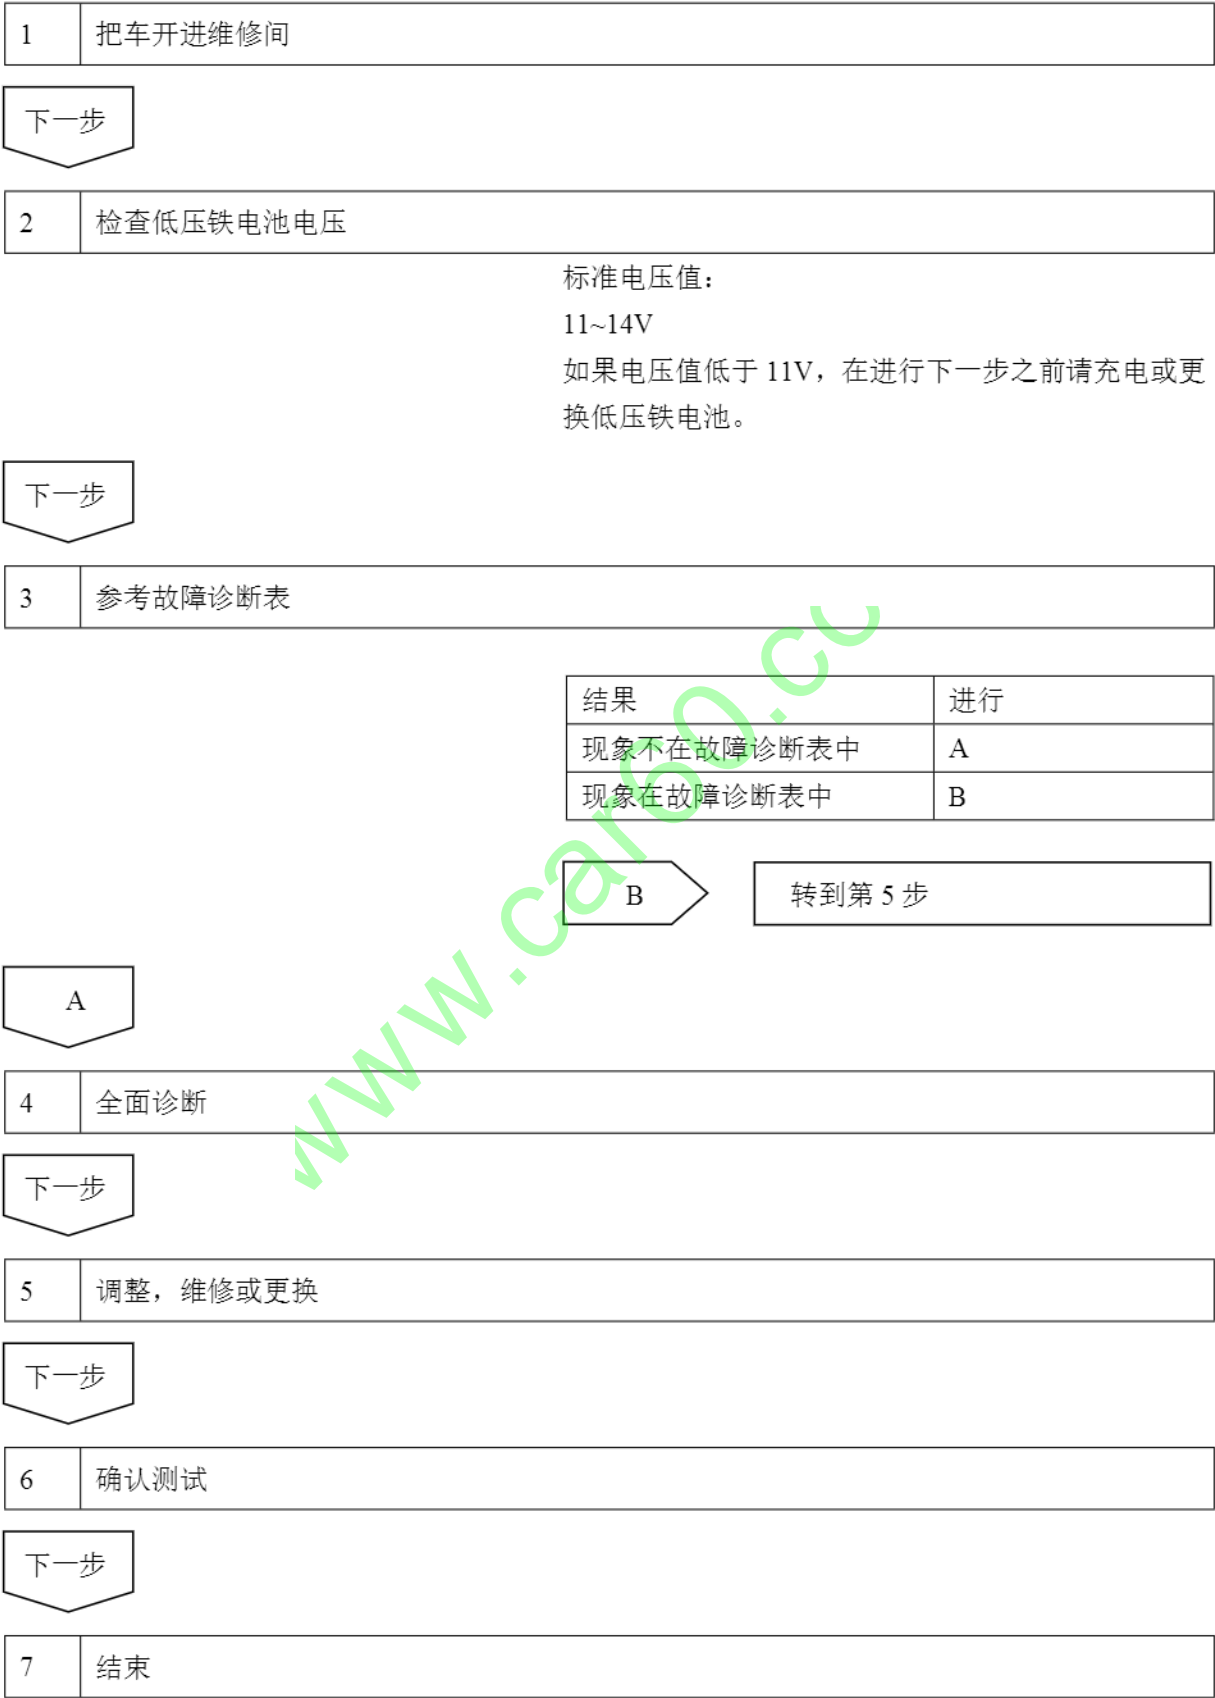 1 把车开进维修间
下一步
2 检查低压铁电池电压
标准电压值：
11~14V
如果电压值低于 11V，在进行下一步之前请充电或更
换低压铁电池。
下一步
3 参考故障诊断表
结果 进行
现象不在故障诊断表中 A
现象在故障诊断表中 B
B 转到第 5 步
A
4 全面诊断
下一步
5 调整，维修或更换
下一步
6 确认测试
下一步
7 结束
www.car60.co